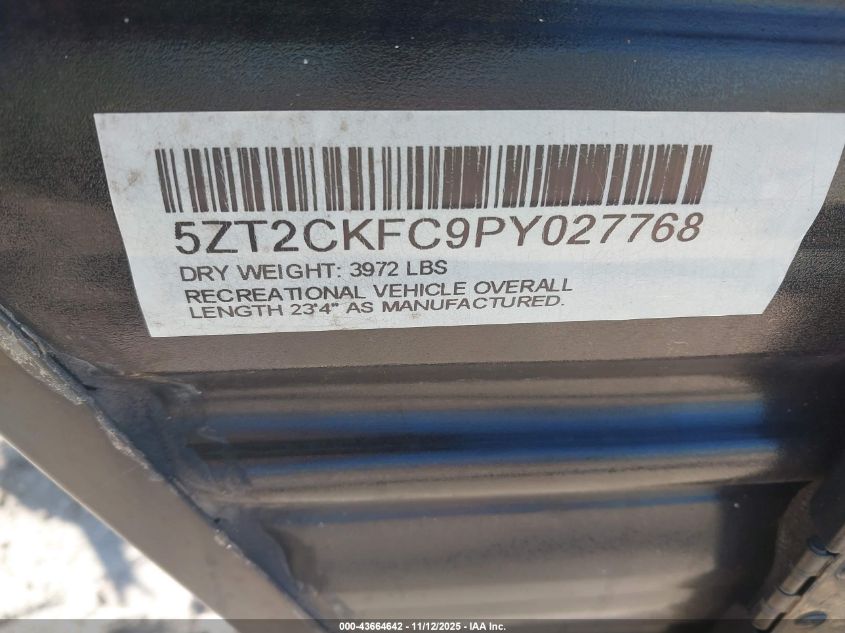 5ZT2CKFC9PY027768
DRY WEIGHT: 3972 LBS
RECREATIONAL VEHICLE OVERALL
LENGTH 23'4" AS MANUFACTURED.
000-43664642 - 11/12/2025 - IAA Inc.